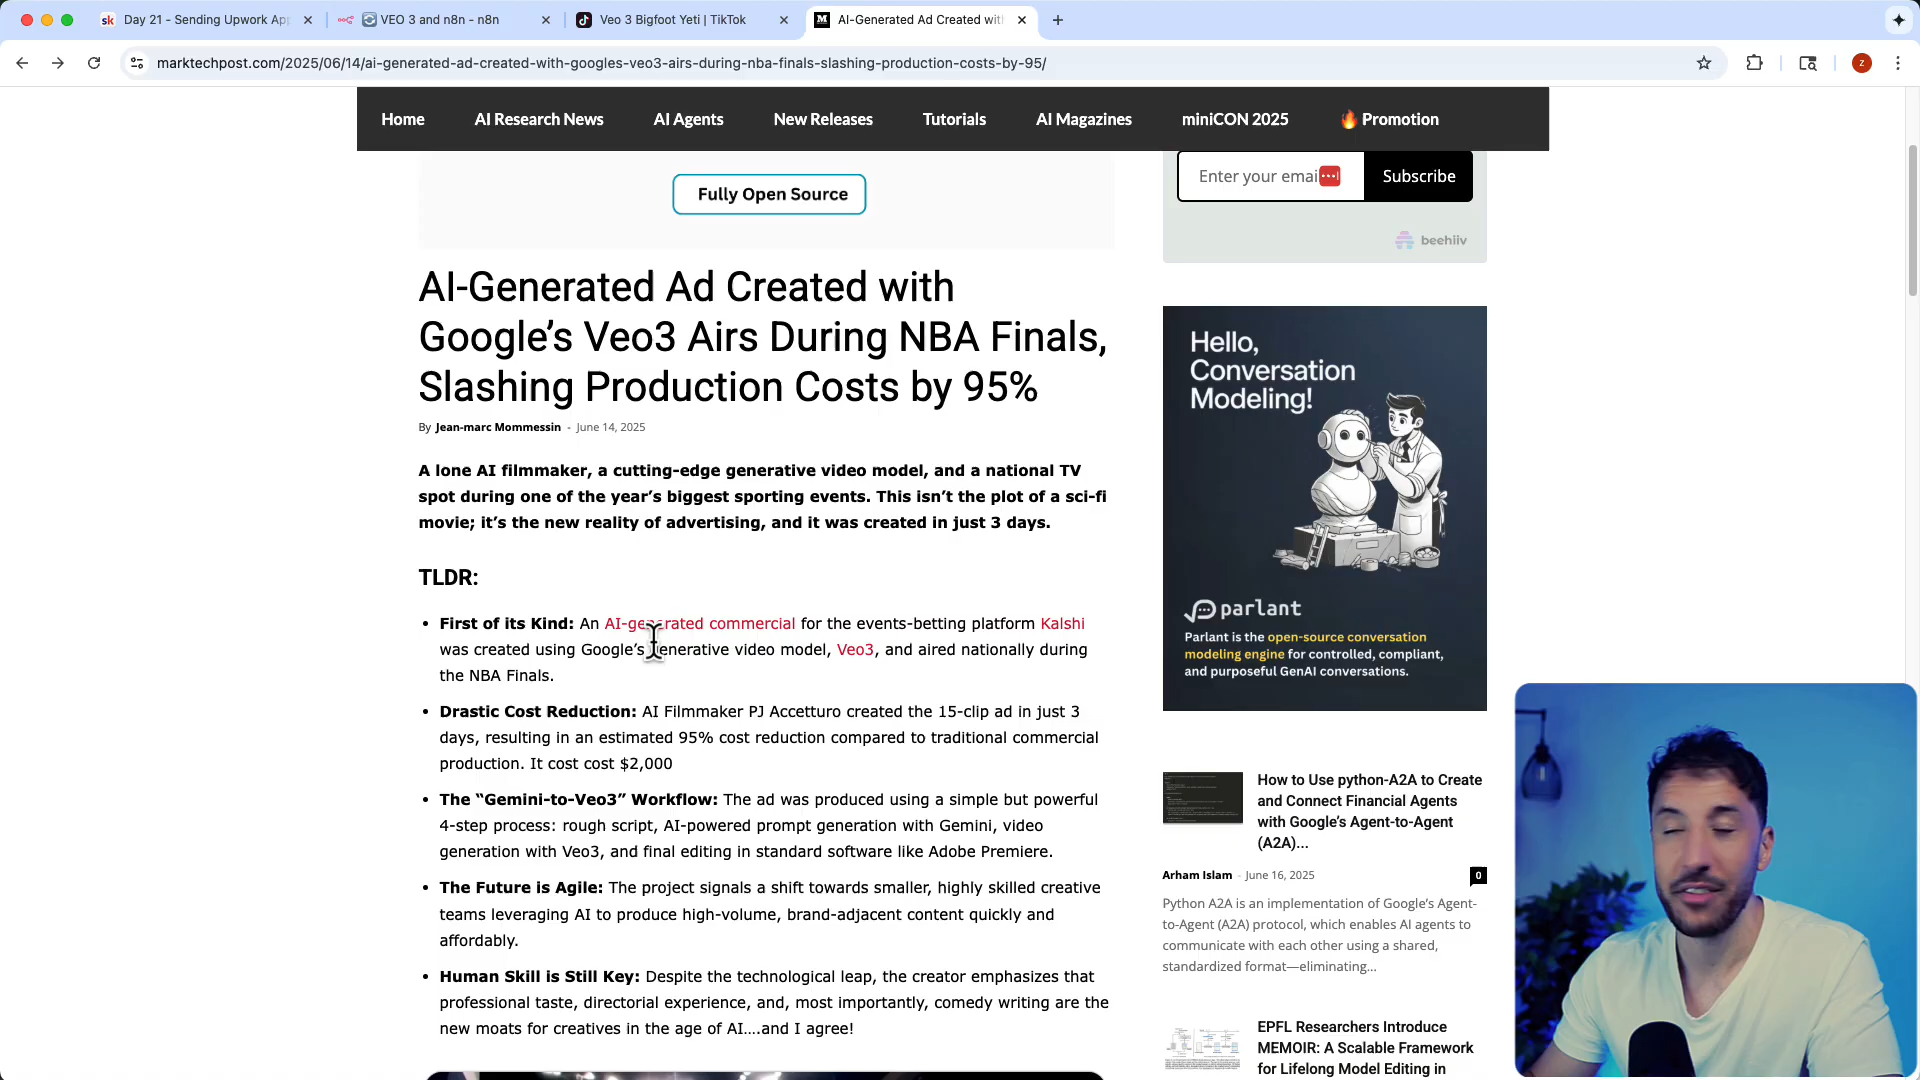 sk Day 21 - Sending Upwork App
VEO 3 and n8n - n8n
Veo 3 Bigfoot Yeti | TikTok
M AI-Generated Ad Created wit
marktechpost.com/2025/06/14/ai-generated-ad-created-with-googles-veo3-airs-during-nba-finals-slashing-production-costs-by-95/
z
Home
AI Research News
AI Agents
New Releases
Tutorials
AI Magazines
miniCON 2025
🔥 Promotion
Fully Open Source
Enter your emai
Subscribe
beehiiv
AI-Generated Ad Created with
Google’s Veo3 Airs During NBA Finals,
Slashing Production Costs by 95%
By Jean-marc Mommessin - June 14, 2025
A lone AI filmmaker, a cutting-edge generative video model, and a national TV
spot during one of the year’s biggest sporting events. This isn’t the plot of a sci-fi
movie; it’s the new reality of advertising, and it was created in just 3 days.
TLDR:
• First of its Kind: An AI-generated commercial for the events-betting platform Kalshi
was created using Google’s generative video model, Veo3, and aired nationally during
the NBA Finals.
• Drastic Cost Reduction: AI Filmmaker PJ Accetturo created the 15-clip ad in just 3
days, resulting in an estimated 95% cost reduction compared to traditional commercial
production. It cost cost $2,000
• The “Gemini-to-Veo3” Workflow: The ad was produced using a simple but powerful
4-step process: rough script, AI-powered prompt generation with Gemini, video
generation with Veo3, and final editing in standard software like Adobe Premiere.
• The Future is Agile: The project signals a shift towards smaller, highly skilled creative
teams leveraging AI to produce high-volume, brand-adjacent content quickly and
affordably.
• Human Skill is Still Key: Despite the technological leap, the creator emphasizes that
professional taste, directorial experience, and, most importantly, comedy writing are the
new moats for creatives in the age of AI….and I agree!
Hello,
Conversation
Modeling!
parlant
Parlant is the open-source conversation
modeling engine for controlled, compliant,
and purposeful GenAI conversations.
How to Use python-A2A to Create
and Connect Financial Agents
with Google’s Agent-to-Agent
(A2A)...
Arham Islam - June 16, 2025
0
Python A2A is an implementation of Google’s Agent-
to-Agent (A2A) protocol, which enables AI agents to
communicate with each other using a shared,
standardized format—eliminating...
EPFL Researchers Introduce
MEMOIR: A Scalable Framework
for Lifelong Model Editing in